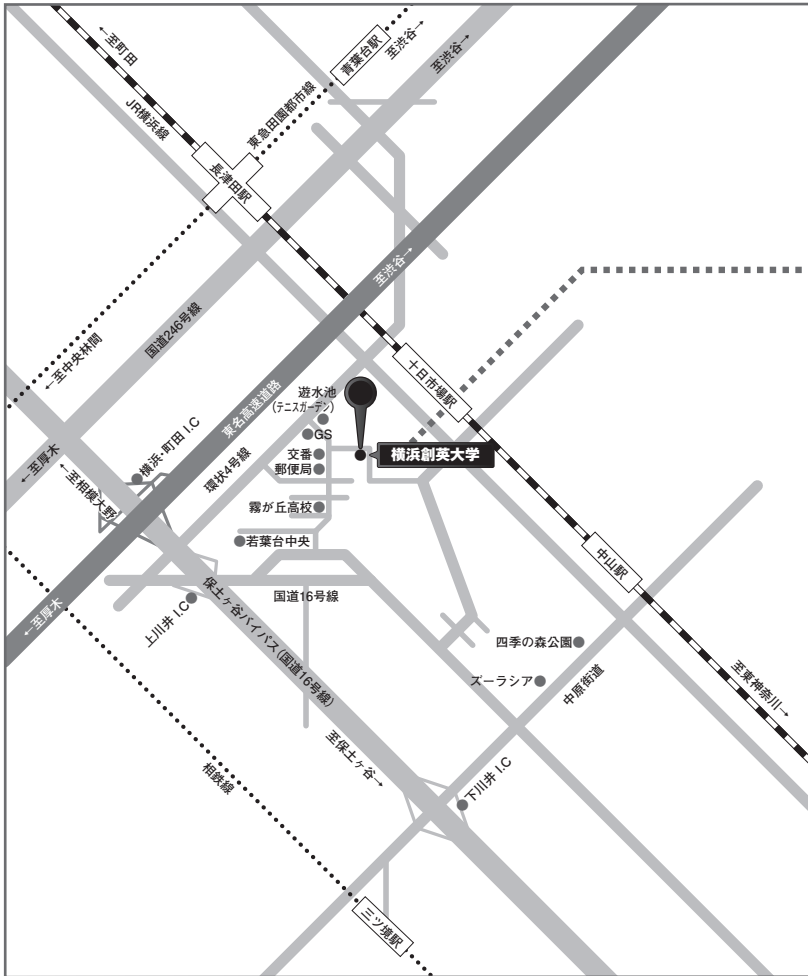 ←至町田
JR横浜線
東急田園都市線
青葉台駅
至渋谷→
至渋谷→
長津田駅
至渋谷→
←至中央林間
国道246号線
←至厚木
←至相模大野
横浜・町田 I.C
東名高速道路
環状4号線
遊水池
(テニスガーデン)
GS
交番
郵便局
霧が丘高校
若葉台中央
十日市場駅
横浜創英大学
中山駅
国道16号線
←至厚木
上川井 I.C
保土ヶ谷バイパス(国道16号線)
至保土ヶ谷→
四季の森公園
ズーラシア
中原街道
至東神奈川→
下川井 I.C
相鉄線
三ツ境駅